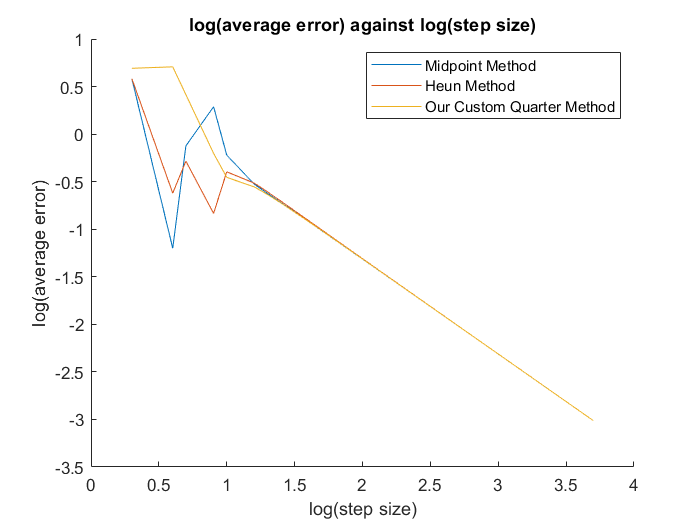 log(average error) against log(step size)
1
0.5
0
-0.5
-1
-1.5
-2
-2.5
-3
-3.5
log(average error)
Midpoint Method
Heun Method
Our Custom Quarter Method
0 0.5 1 1.5 2 2.5 3 3.5 4
log(step size)